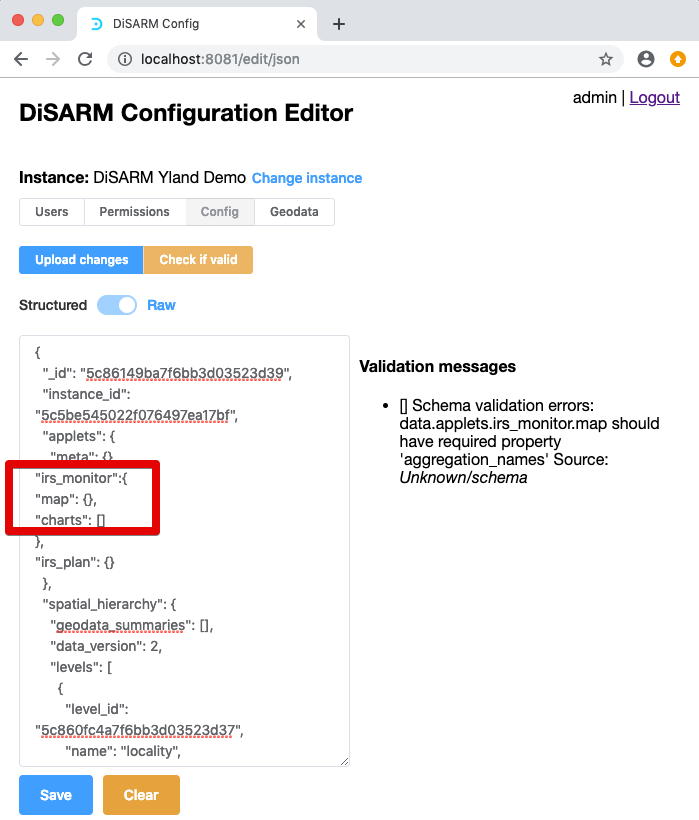 DiSARM Config
localhost:8081/edit/json
admin | Logout
DiSARM Configuration Editor
Instance: DiSARM Yland Demo Change instance
Users Permissions Config Geodata
Upload changes Check if valid
Structured Raw
{
"_id": "5c86149ba7f6bb3d03523d39",
"instance_id":
"5c5be545022f076497ea17bf",
"applets": {
"meta": {},
"irs_monitor":{
"map": {},
"charts": []
},
"irs_plan": {}
},
"spatial_hierarchy": {
"geodata_summaries": [],
"data_version": 2,
"levels": [
{
"level_id":
"5c860fc4a7f6bb3d03523d37",
"name": "locality",
Validation messages
• [] Schema validation errors:
data.applets.irs_monitor.map should
have required property
'aggregation_names' Source:
Unknown/schema
Save Clear